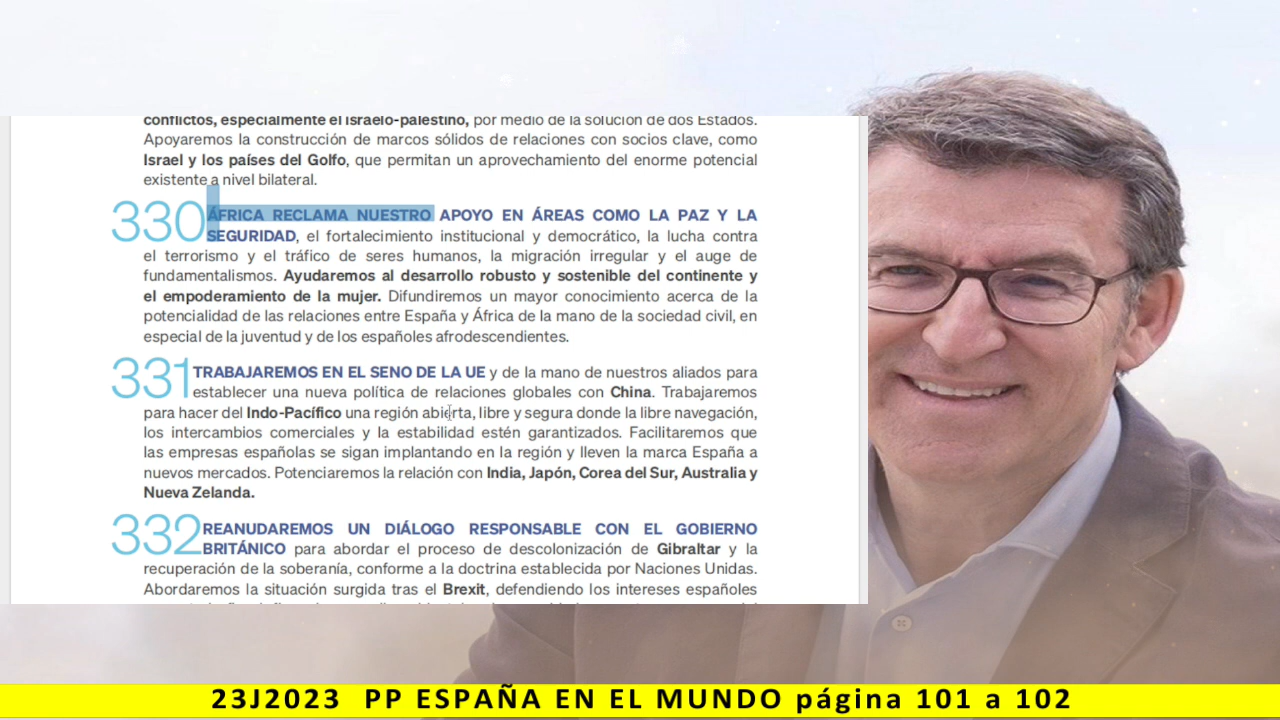 conflictos, especialmente el israelo-palestino, por medio de la solución de dos Estados.
Apoyaremos la construcción de marcos sólidos de relaciones con socios clave, como
Israel y los países del Golfo, que permitan un aprovechamiento del enorme potencial
existente a nivel bilateral.
330 ÁFRICA RECLAMA NUESTRO APOYO EN ÁREAS COMO LA PAZ Y LA
SEGURIDAD, el fortalecimiento institucional y democrático, la lucha contra
el terrorismo y el tráfico de seres humanos, la migración irregular y el auge de
fundamentalismos. Ayudaremos al desarrollo robusto y sostenible del continente y
el empoderamiento de la mujer. Difundiremos un mayor conocimiento acerca de la
potencialidad de las relaciones entre España y África de la mano de la sociedad civil, en
especial de la juventud y de los españoles afrodescendientes.
331 TRABAJAREMOS EN EL SENO DE LA UE y de la mano de nuestros aliados para
establecer una nueva política de relaciones globales con China. Trabajaremos
para hacer del Indo-Pacífico una región abierta, libre y segura donde la libre navegación,
los intercambios comerciales y la estabilidad estén garantizados. Facilitaremos que
las empresas españolas se sigan implantando en la región y lleven la marca España a
nuevos mercados. Potenciaremos la relación con India, Japón, Corea del Sur, Australia y
Nueva Zelanda.
332 REANUDAREMOS UN DIÁLOGO RESPONSABLE CON EL GOBIERNO
BRITÁNICO para abordar el proceso de descolonización de Gibraltar y la
recuperación de la soberanía, conforme a la doctrina establecida por Naciones Unidas.
Abordaremos la situación surgida tras el Brexit, defendiendo los intereses españoles
23J2023 PP ESPAÑA EN EL MUNDO página 101 a 102